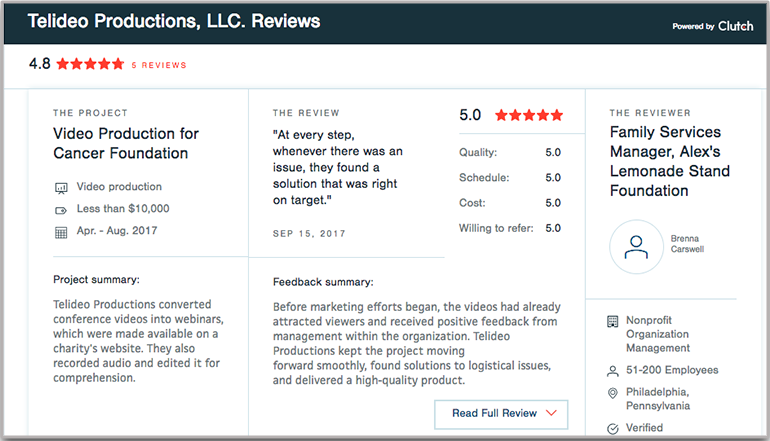 Telideo Productions, LLC. Reviews
Powered by Clutch
4.8 5 REVIEWS
THE PROJECT
Video Production for
Cancer Foundation
Video production
Less than $10,000
Apr. - Aug. 2017
Project summary:
Telideo Productions converted
conference videos into webinars,
which were made available on a
charity's website. They also
recorded audio and edited it for
comprehension.
THE REVIEW
"At every step,
whenever there was an
issue, they found a
solution that was right
on target."
SEP 15, 2017
5.0
Quality: 5.0
Schedule: 5.0
Cost: 5.0
Willing to refer: 5.0
Feedback summary:
Before marketing efforts began, the videos had already
attracted viewers and received positive feedback from
management within the organization. Telideo
Productions kept the project moving
forward smoothly, found solutions to logistical issues,
and delivered a high-quality product.
Read Full Review
THE REVIEWER
Family Services
Manager, Alex's
Lemonade Stand
Foundation
Brenna
Carswell
Nonprofit
Organization
Management
51-200 Employees
Philadelphia,
Pennsylvania
Verified